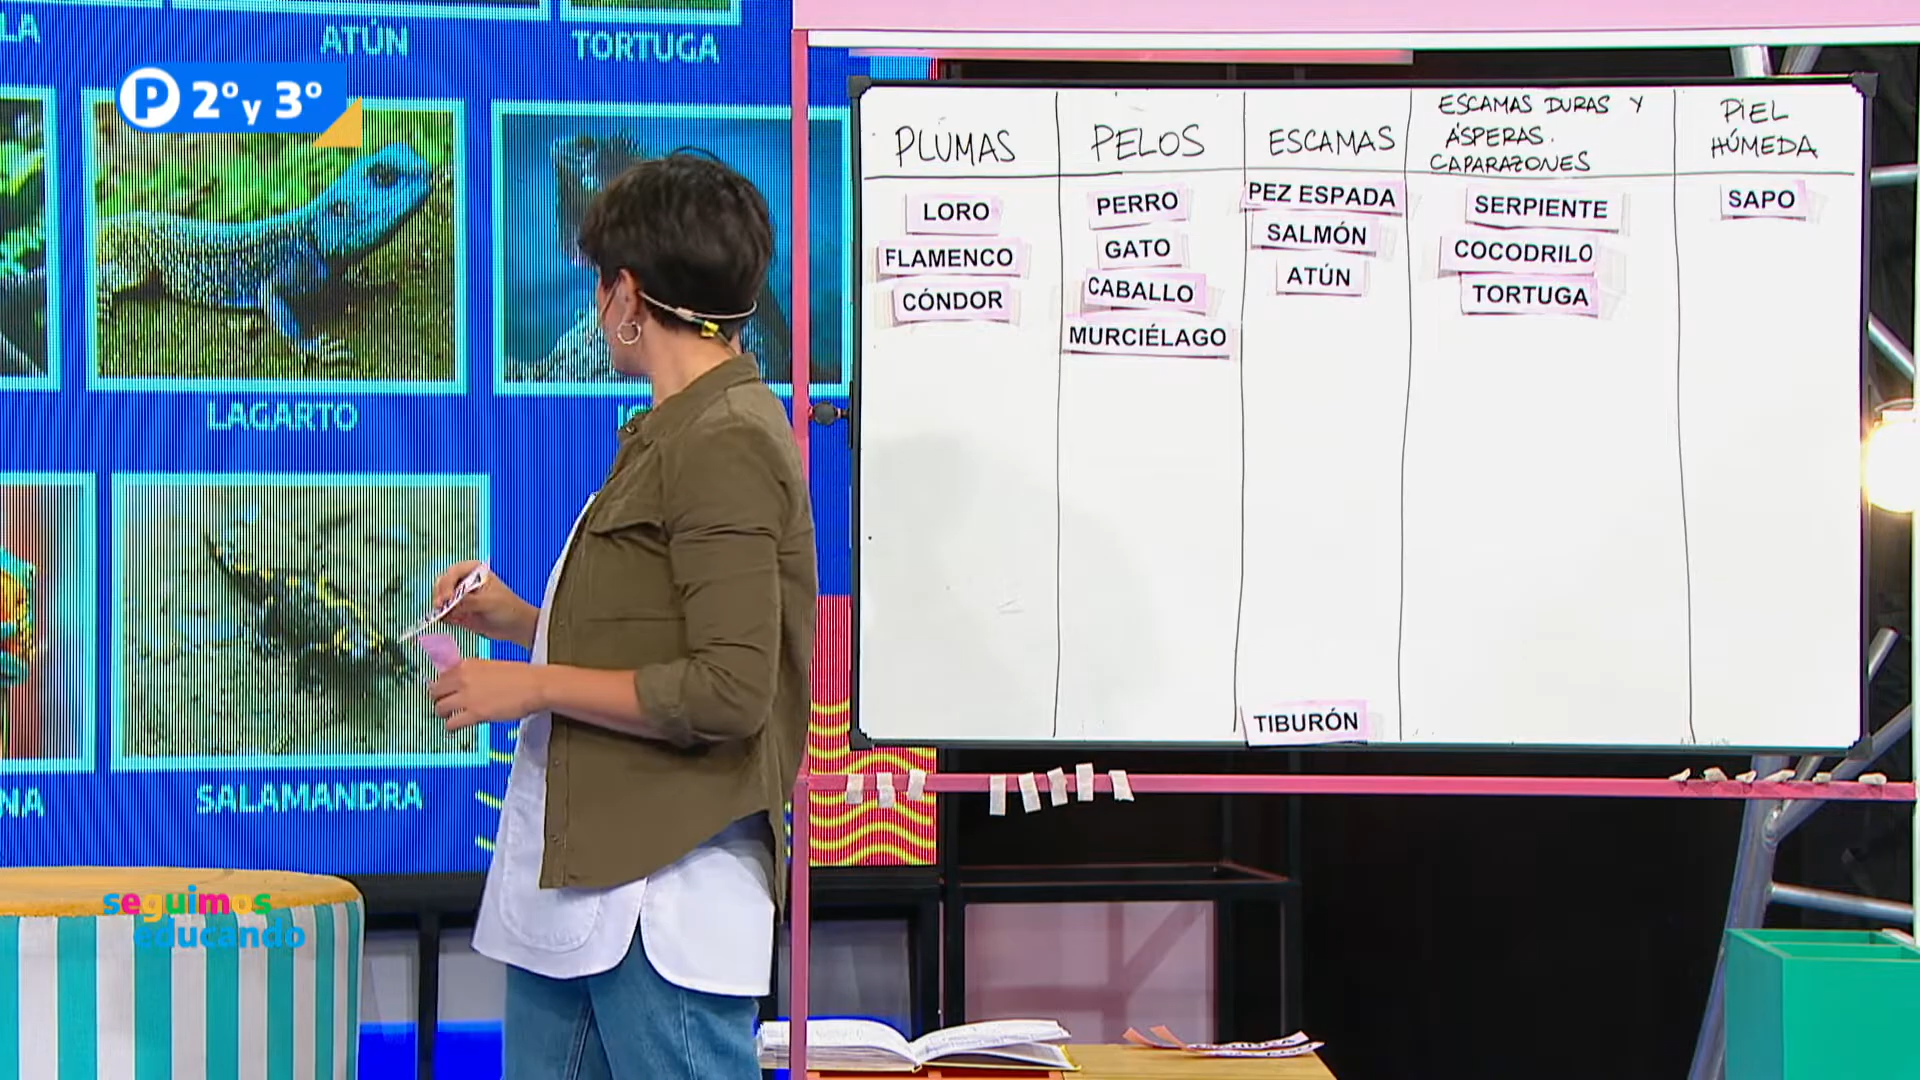 ATÚN
TORTUGA
P 2º y 3º
LAGARTO
SALAMANDRA
seguimos
educando
PLUMAS
LORO
FLAMENCO
CÓNDOR
PELOS
PERRO
GATO
CABALLO
MURCIÉLAGO
ESCAMAS
PEZ ESPADA
SALMÓN
ATÚN
TIBURÓN
ESCAMAS DURAS Y
ÁSPERAS.
CAPARAZONES
SERPIENTE
COCODRILO
TORTUGA
PIEL
HÚMEDA
SAPO